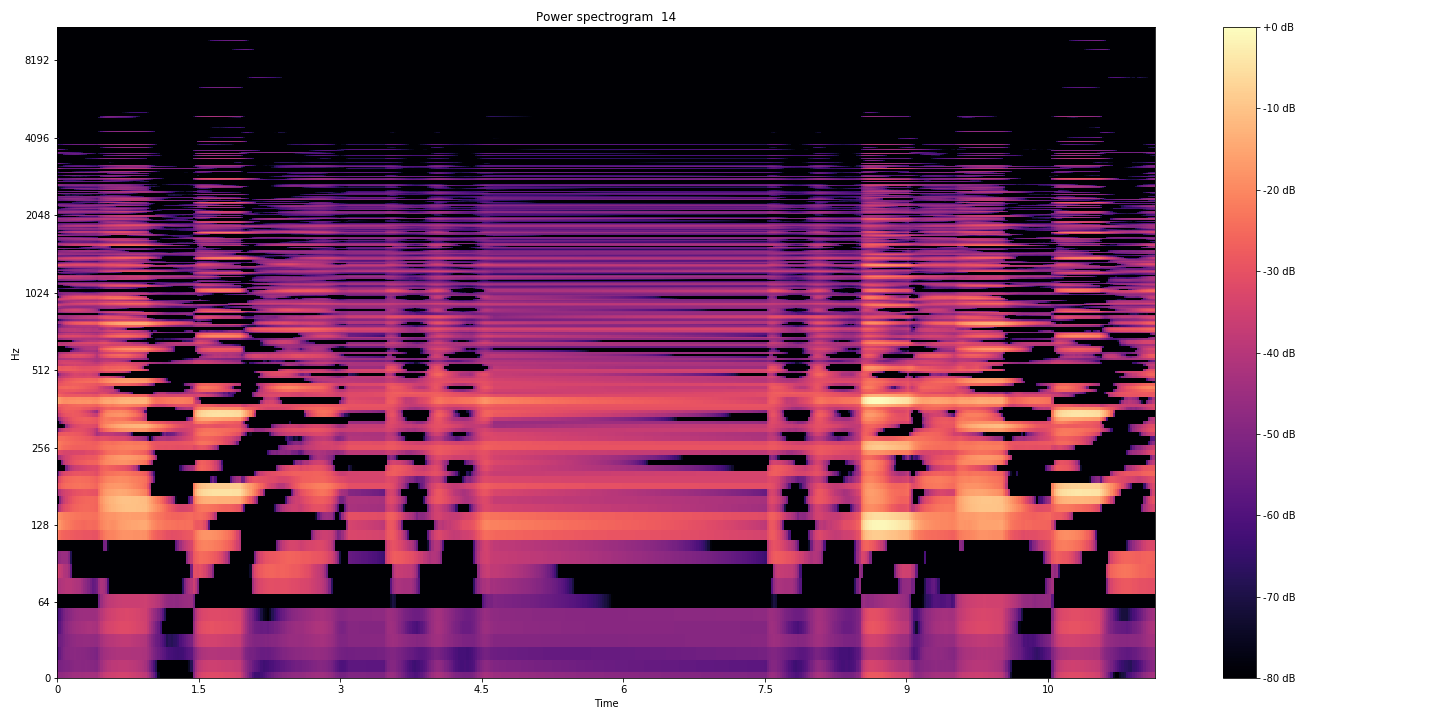 Power spectrogram 14
8192
4096
2048
1024
512
256
128
64
0
Hz
0 1.5 3 4.5 6 7.5 9 10
Time
+0 dB
-10 dB
-20 dB
-30 dB
-40 dB
-50 dB
-60 dB
-70 dB
-80 dB